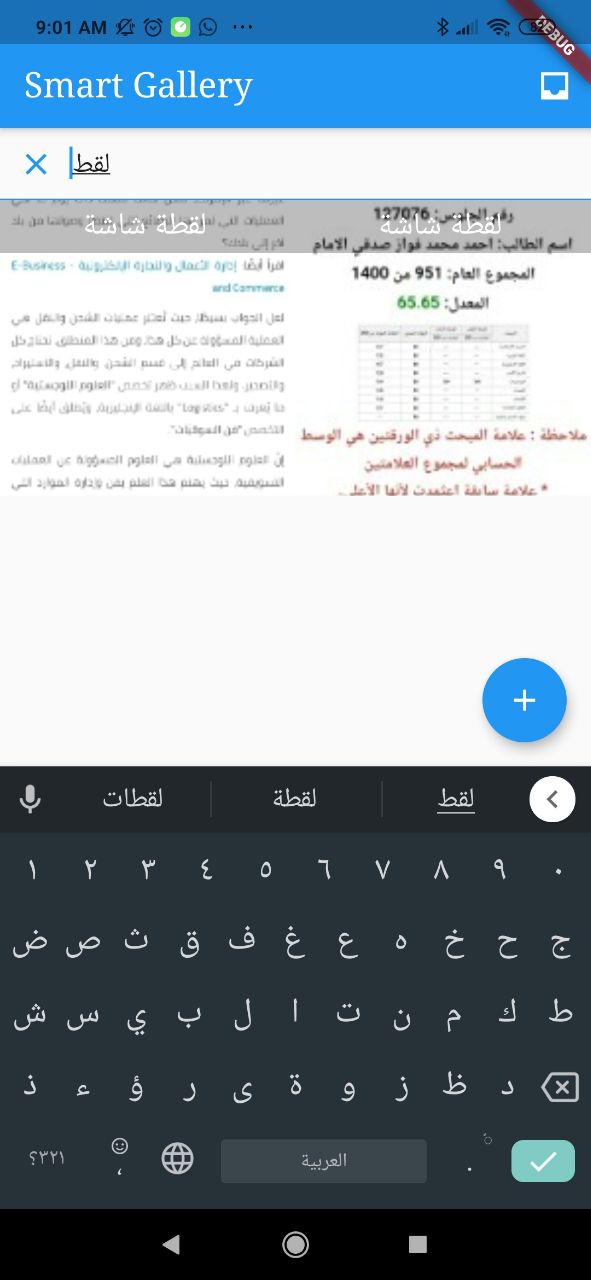 9:01 AM
DEBUG
Smart Gallery
لقط
رقم الجلوس: 127076
لقطة شاشة
اسم الطالب: احمد محمد فواز صدقي الامام
المجموع العام: 951 من 1400
المعدل: 65.65
ملاحظة : علامة المبحث ذي الورقتين هي الوسط
الحسابي لمجموع العلامتين
* علامة سابقة اعتمدت لأنها الأعلى
لقطة شاشة
آخر إلى بلدك؟
اقرأ أيضًا: إدارة الأعمال والتجارة الإلكترونية - E-Business
and Commerce
لعل الجواب بسيطًا، حيث تُعتبر عمليات الشحن والنقل هي
العملية المسؤولة عن كل هذا، ومن هذا المنطلق، تحتاج كل
الشركات في العالم إلى قسم الشحن، والنقل، والاستيراد،
والتصدير، ولهذا السبب ظهر تخصص "العلوم اللوجستية" أو
ما يُعرف بـ "Logistics" باللغة الإنجليزية، ويُطلق أيضًا على
التخصص "فن السوقيات".
إنّ العلوم اللوجستية هي العلوم المسؤولة عن العمليات
التسويقية، حيث يهتم هذا العلم بفن وإدارة الموارد التي
لقط لقطة لقطات
١ ٢ ٣ ٤ ٥ ٦ ٧ ٨ ٩ ٠
ض ص ث ق ف غ ع ه خ ح ج
ش س ي ب ل ا ت ن م ك ط
ذ ء ؤ ر ى ة و ز ظ د
٣٢١؟ ، العربية .